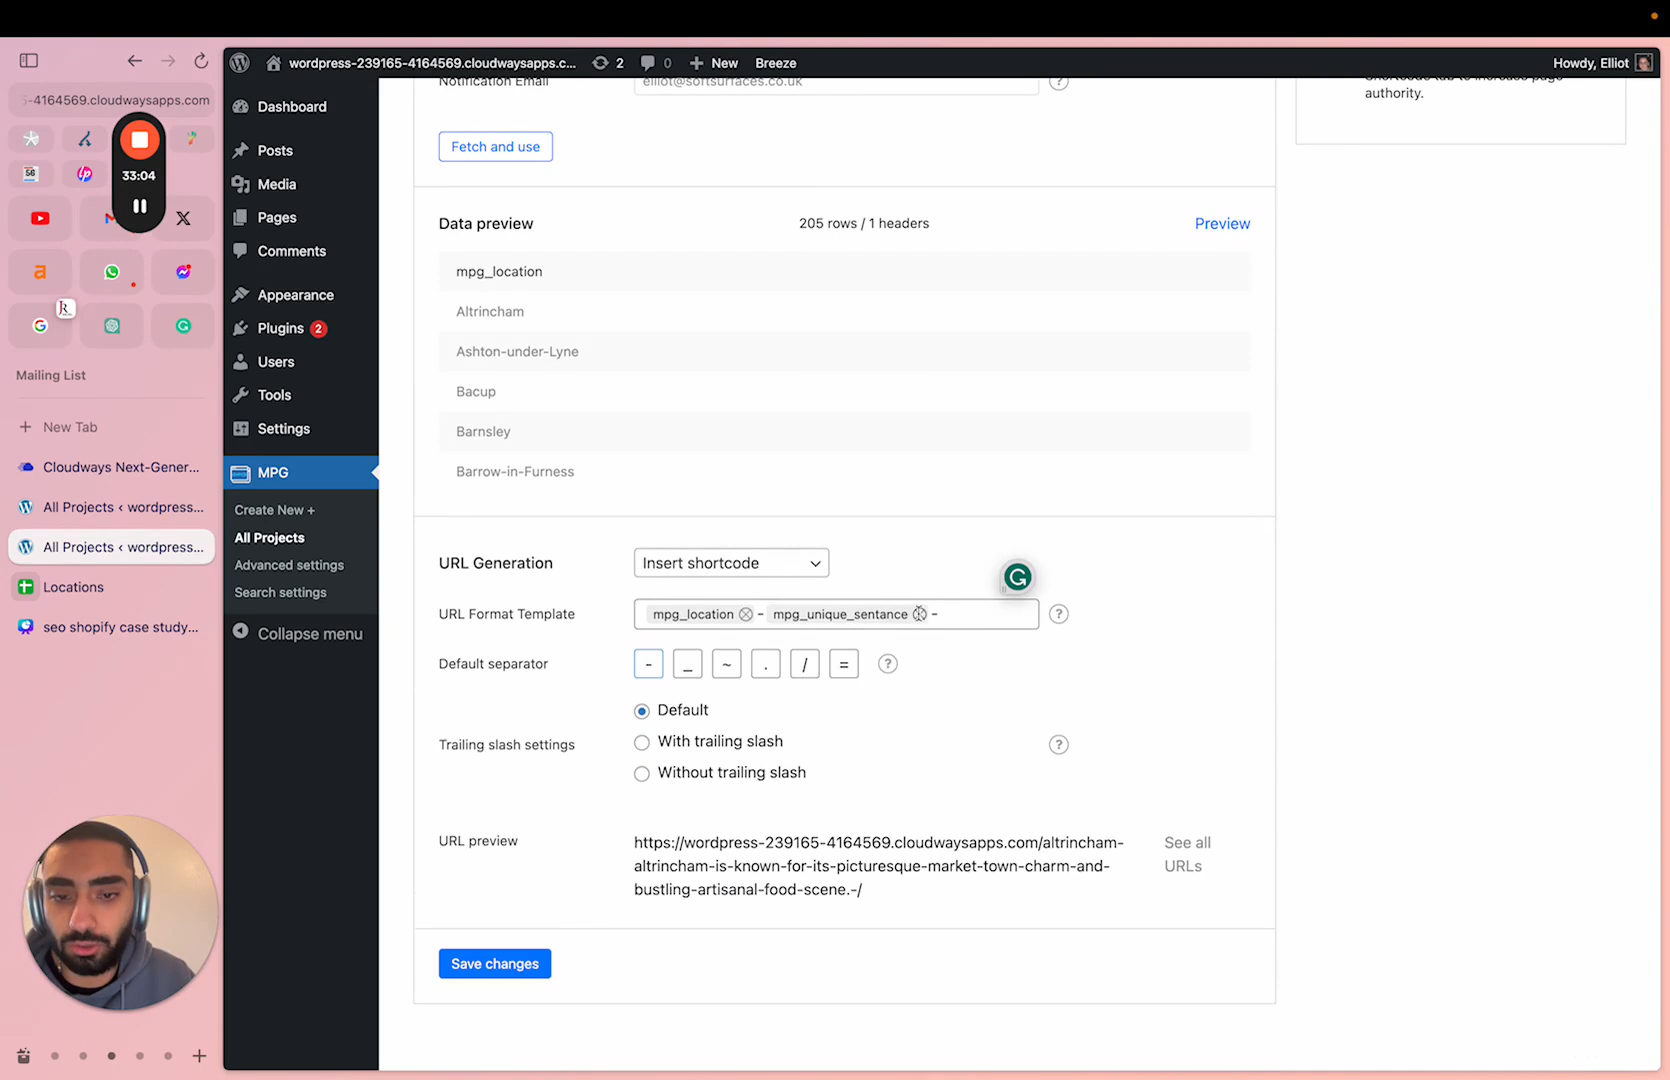 wordpress-239165-4164569.cloudwaysapps.c...
2
0
New
Breeze
Howdy, Elliot
-4164569.cloudwaysapps.com
33:04
Mailing List
New Tab
Cloudways Next-Gener...
All Projects ‹ wordpress...
All Projects ‹ wordpress...
Locations
seo shopify case study...
Dashboard
Posts
Media
Pages
Comments
Appearance
Plugins 2
Users
Tools
Settings
MPG
Create New +
All Projects
Advanced settings
Search settings
Collapse menu
Notification Email
elliot@softsurfaces.co.uk
?
Shortcode tab to increase page
authority.
Fetch and use
Data preview
205 rows / 1 headers
Preview
mpg_location
Altrincham
Ashton-under-Lyne
Bacup
Barnsley
Barrow-in-Furness
URL Generation
Insert shortcode
URL Format Template
mpg_location - mpg_unique_sentance -
?
Default separator
- _ ~ . / =
?
Trailing slash settings
Default
With trailing slash
Without trailing slash
?
URL preview
https://wordpress-239165-4164569.cloudwaysapps.com/altrincham-
altrincham-is-known-for-its-picturesque-market-town-charm-and-
bustling-artisanal-food-scene.-/
See all
URLs
Save changes